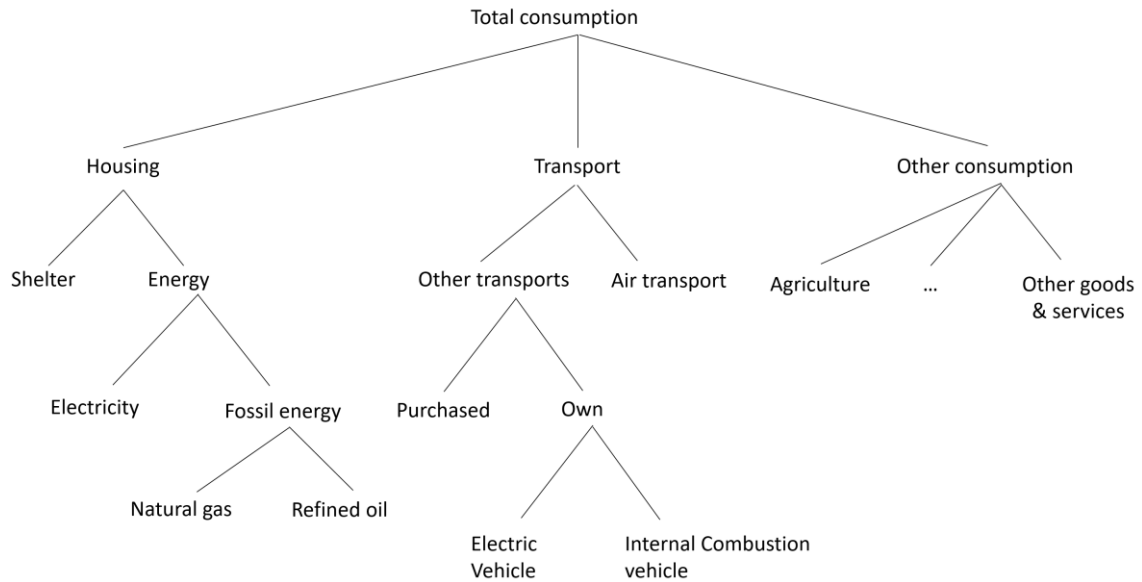 Total consumption
Housing
Transport
Other consumption
Shelter
Energy
Other transports
Air transport
Agriculture
...
Other goods
& services
Electricity
Fossil energy
Purchased
Own
Natural gas
Refined oil
Electric
Vehicle
Internal Combustion
vehicle